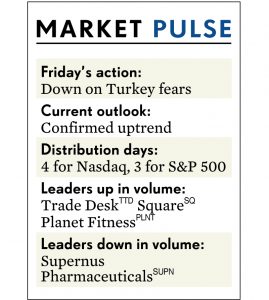 MARKET PULSE
Friday's action:
Down on Turkey fears
Current outlook:
Confirmed uptrend
Distribution days:
4 for Nasdaq, 3 for S&P 500
Leaders up in volume:
Trade Desk TTD Square SQ
Planet Fitness PLNT
Leaders down in volume:
Supernus
Pharmaceuticals SUPN